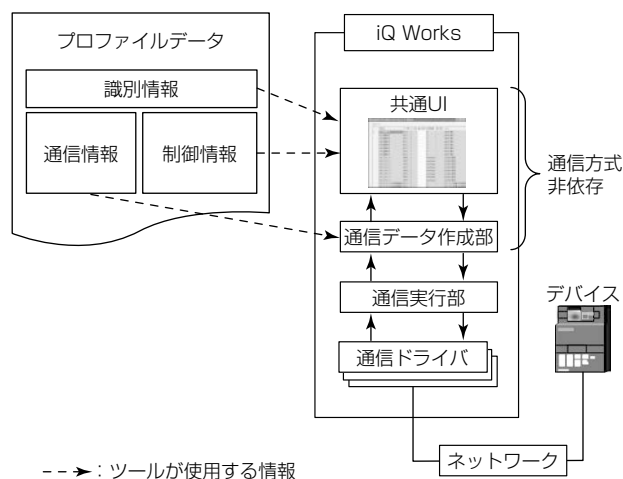 プロファイルデータ
識別情報
通信情報
制御情報
iQ Works
共通UI
通信データ作成部
通信実行部
通信ドライバ
通信方式
非依存
デバイス
ネットワーク
：ツールが使用する情報